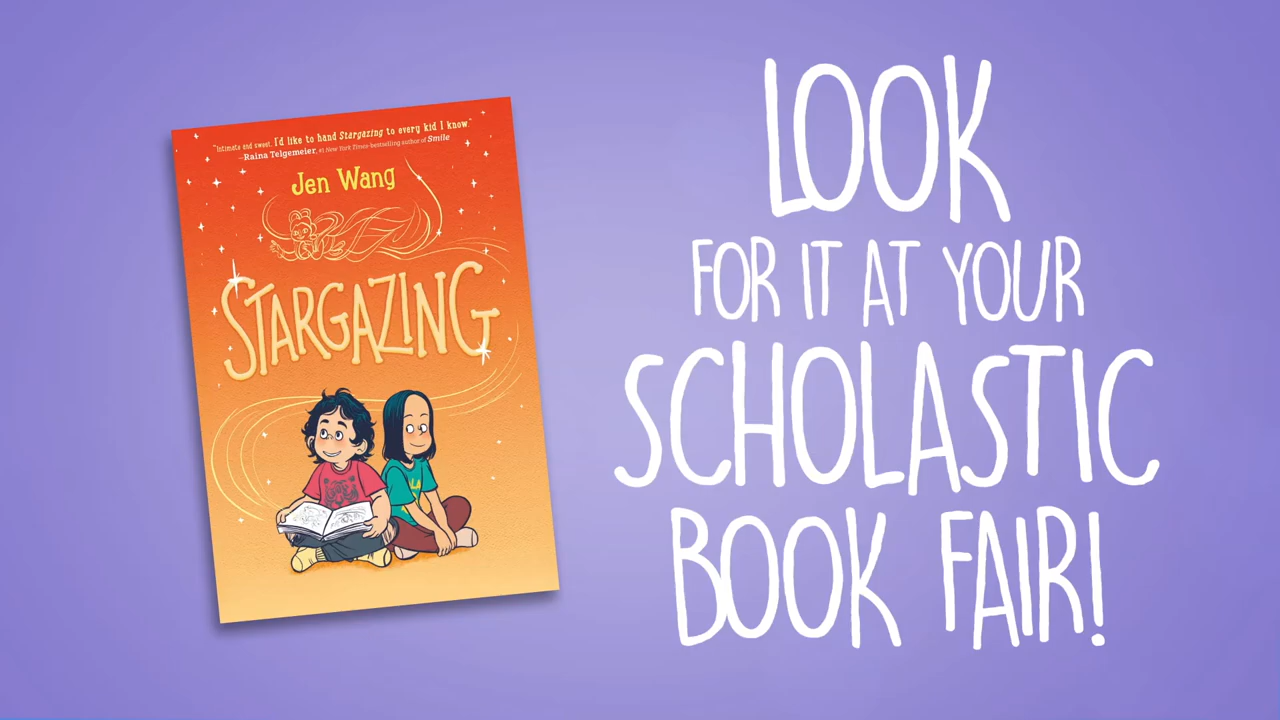 "Intimate and sweet. I'd like to hand Stargazing to every kid I know."
—Raina Telgemeier, #1 New York Times-bestselling author of Smile
Jen Wang
STARGAZING
LOOK
FOR IT AT YOUR
SCHOLASTIC
BOOK FAIR!